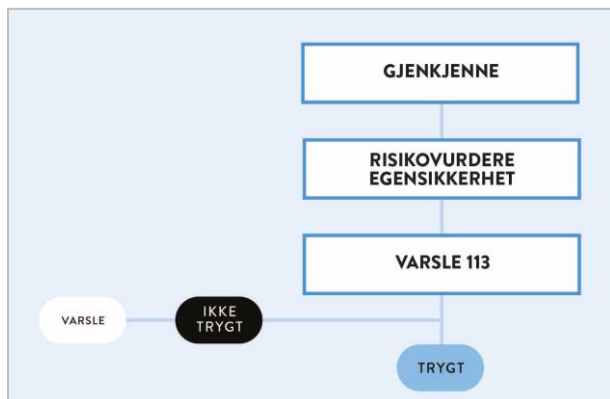 GJENKJENNE
RISIKOVURDERE
EGENSIKKERHET
VARSLE 113
VARSLE
IKKE
TRYGT
TRYGT